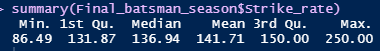 > summary(Final_batsman_season$Strike_rate)
Min. 1st Qu. Median Mean 3rd Qu. Max.
86.49 131.87 136.94 141.71 150.00 250.00